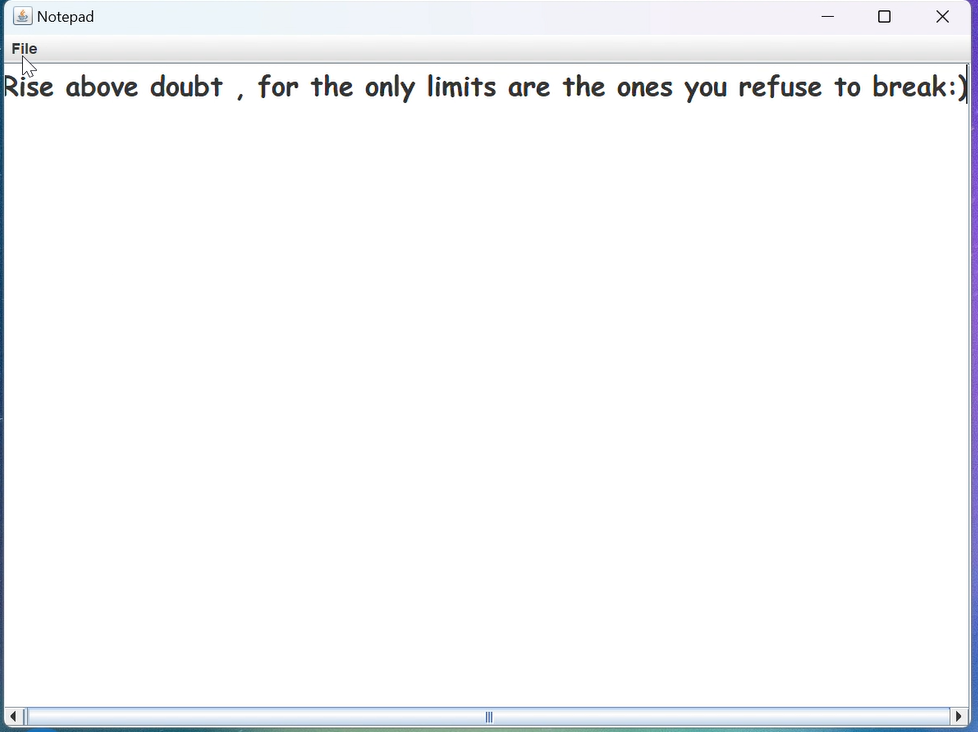 Notepad
File
Rise above doubt , for the only limits are the ones you refuse to break:)